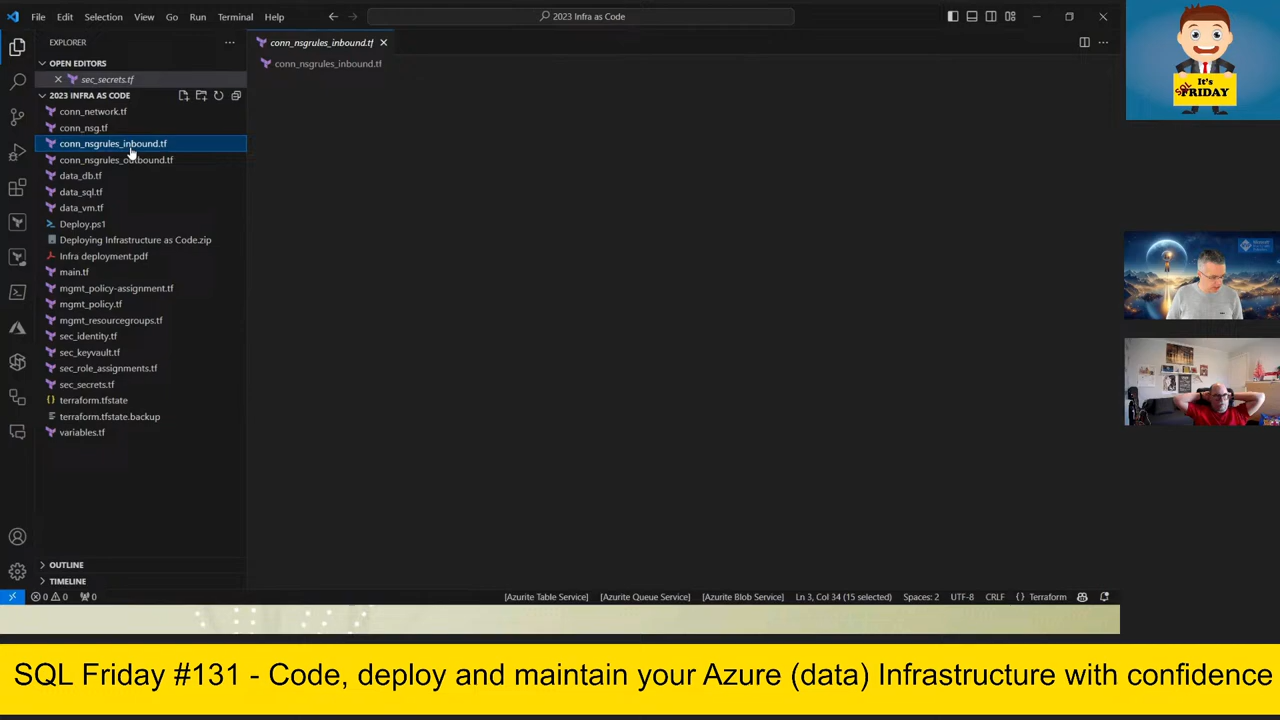 File Edit Selection View Go Run Terminal Help
2023 Infra as Code
EXPLORER
conn_nsgrules_inbound.tf
OPEN EDITORS
conn_nsgrules_inbound.tf
sec_secrets.tf
2023 INFRA AS CODE
conn_network.tf
conn_nsg.tf
conn_nsgrules_inbound.tf
conn_nsgrules_outbound.tf
data_db.tf
data_sql.tf
data_vm.tf
Deploy.ps1
Deploying Infrastructure as Code.zip
Infra deployment.pdf
main.tf
mgmt_policy-assignment.tf
mgmt_policy.tf
mgmt_resourcegroups.tf
sec_identity.tf
sec_keyvault.tf
sec_role_assignments.tf
sec_secrets.tf
terraform.tfstate
terraform.tfstate.backup
variables.tf
OUTLINE
TIMELINE
0 0 0 [Azurite Table Service] [Azurite Queue Service] [Azurite Blob Service] Ln 3, Col 34 (15 selected) Spaces: 2 UTF-8 CRLF {} Terraform
It's
SQL FRIDAY
SQL Friday #131 - Code, deploy and maintain your Azure (data) Infrastructure with confidence